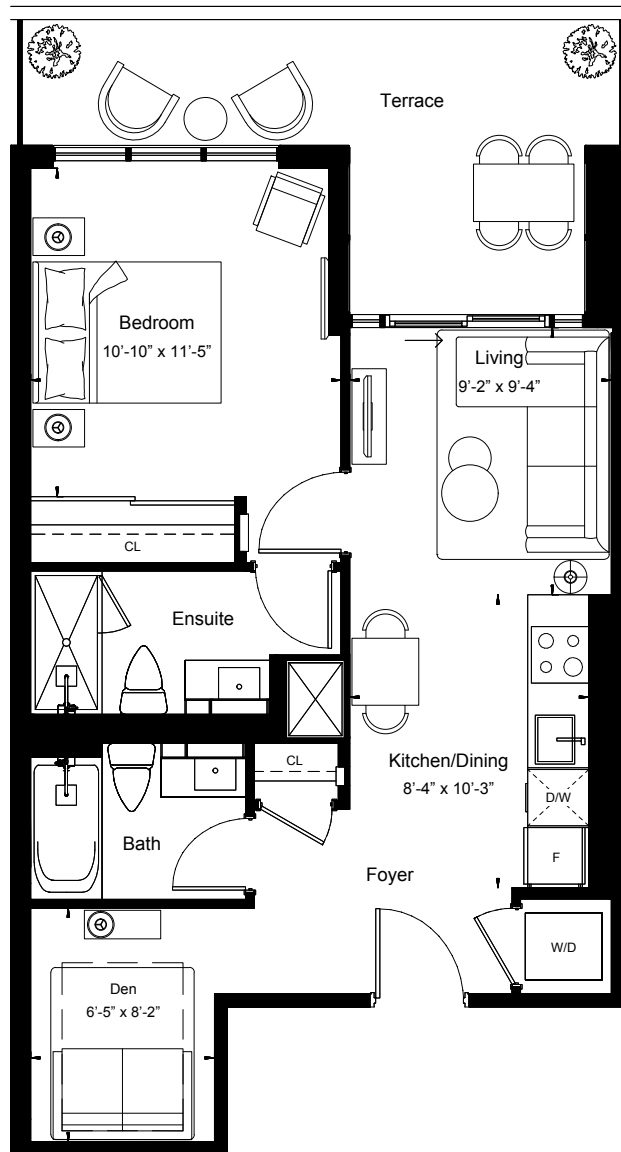 Terrace
Bedroom
10’-10” x 11’-5”
Living
9’-2” x 9’-4”
CL
Ensuite
Kitchen/Dining
8’-4” x 10’-3”
CL
D/W
Bath
F
Foyer
W/D
Den
6’-5” x 8’-2”